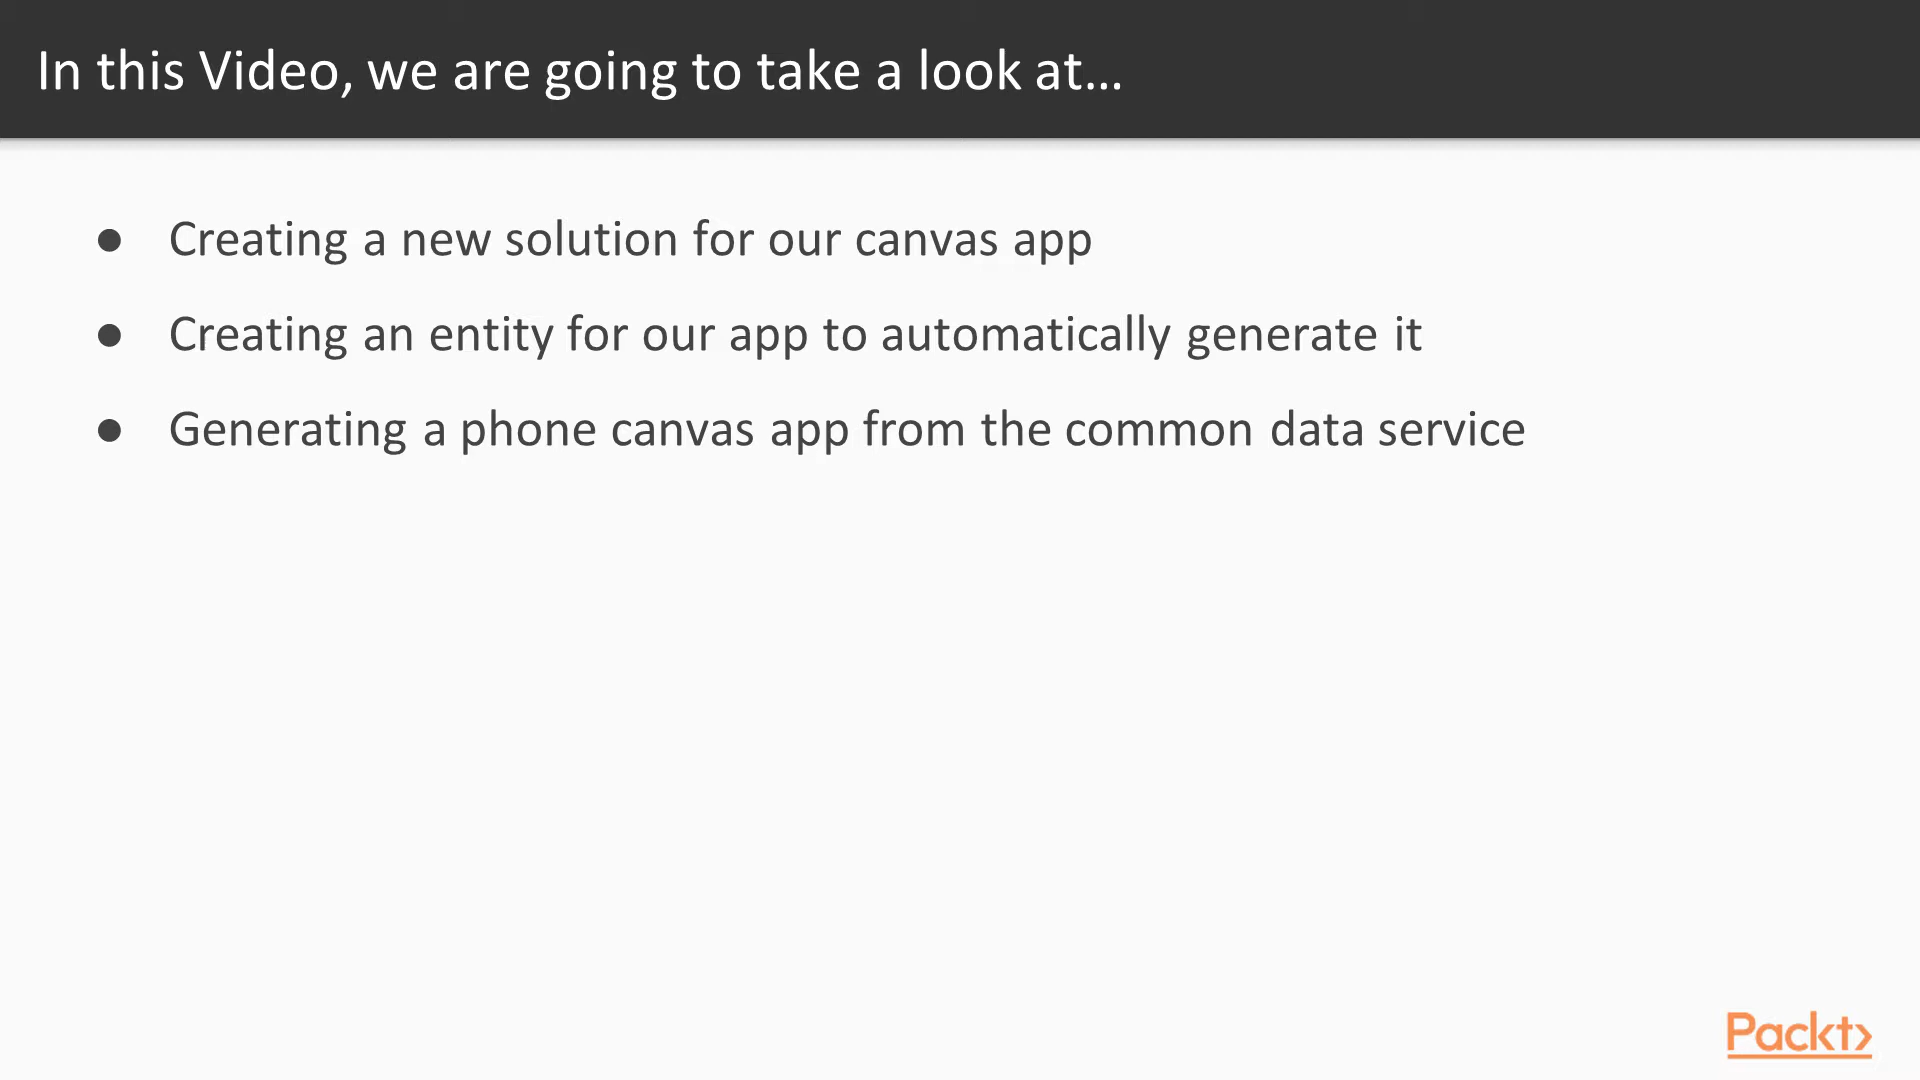 In this Video, we are going to take a look at...
● Creating a new solution for our canvas app
● Creating an entity for our app to automatically generate it
● Generating a phone canvas app from the common data service
Packt>